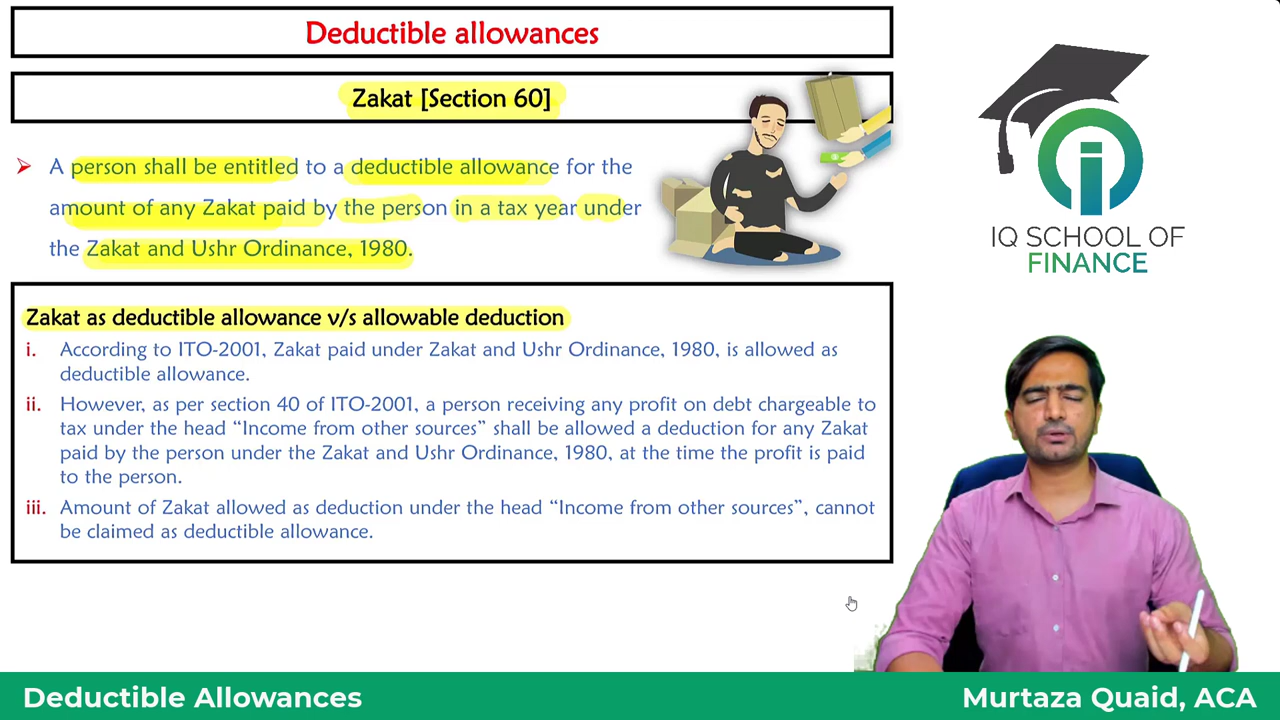 Deductible allowances
Zakat [Section 60]
➢ A person shall be entitled to a deductible allowance for the
amount of any Zakat paid by the person in a tax year under
the Zakat and Ushr Ordinance, 1980.
Zakat as deductible allowance v/s allowable deduction
i. According to ITO-2001, Zakat paid under Zakat and Ushr Ordinance, 1980, is allowed as
deductible allowance.
ii. However, as per section 40 of ITO-2001, a person receiving any profit on debt chargeable to
tax under the head “Income from other sources” shall be allowed a deduction for any Zakat
paid by the person under the Zakat and Ushr Ordinance, 1980, at the time the profit is paid
to the person.
iii. Amount of Zakat allowed as deduction under the head “Income from other sources”, cannot
be claimed as deductible allowance.
IQ SCHOOL OF
FINANCE
Deductible Allowances
Murtaza Quaid, ACA